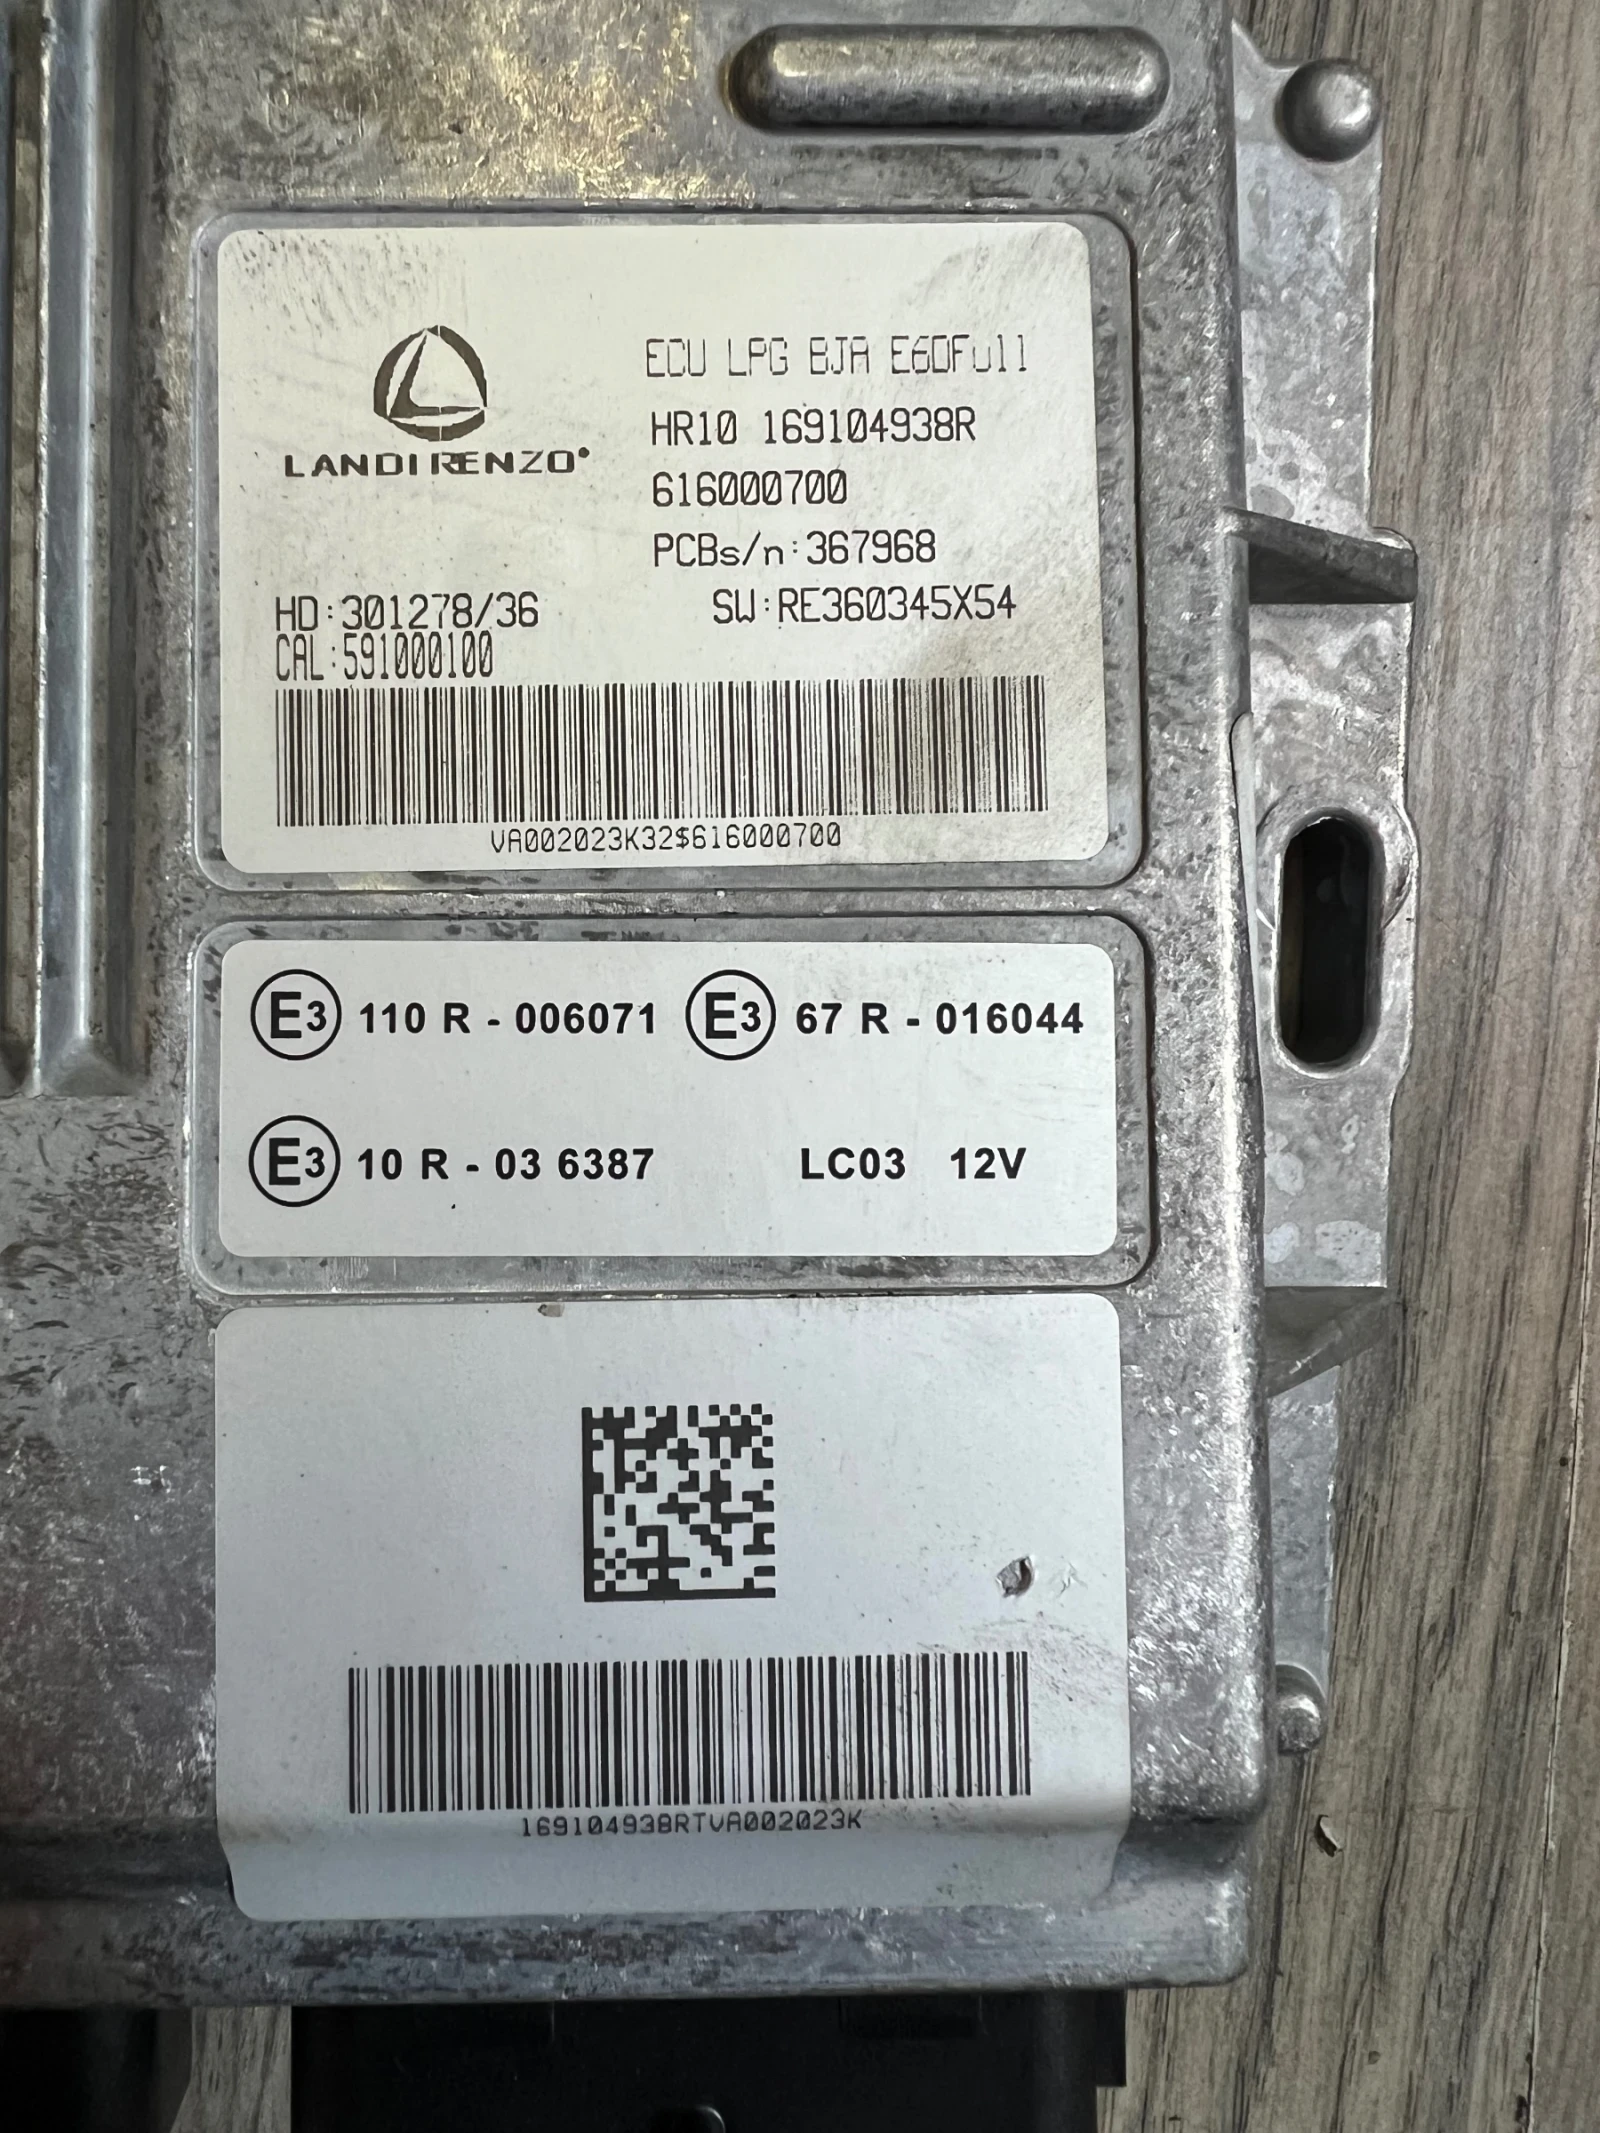 ECU LPG BJA E6DFull
LANDIRENZO
HR10 169104938R
616000700
PCBs/n:367968
HD:301278/36 SW:RE360345X54
CAL:591000100
VA002023K32$616000700
E3 110 R - 006071 E3 67 R - 016044
E3 10 R - 03 6387 LC03 12V
169104938RTVA002023K